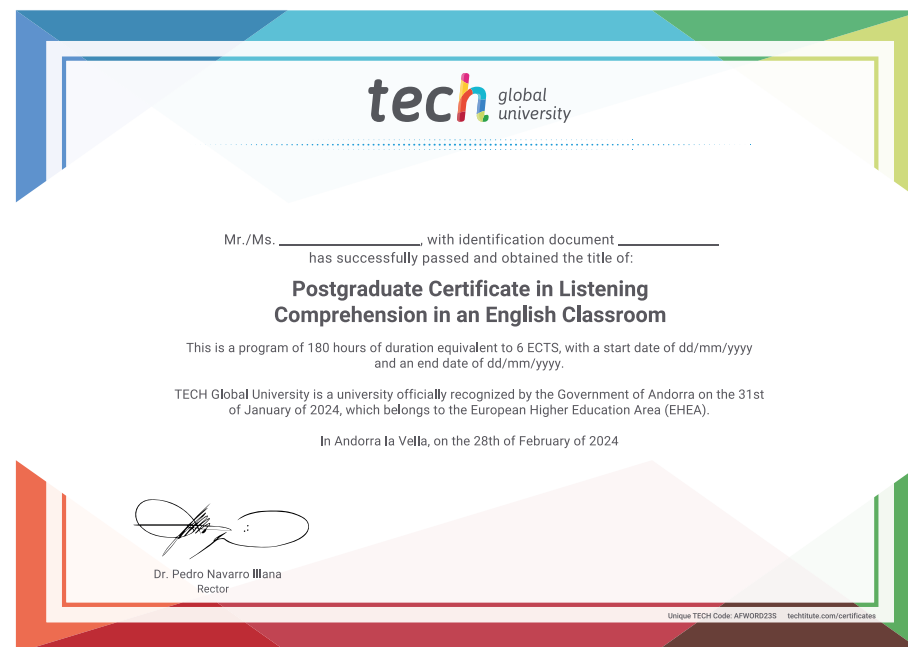 tech global
university
Mr./Ms. ____________________, with identification document ______________
has successfully passed and obtained the title of:
Postgraduate Certificate in Listening
Comprehension in an English Classroom
This is a program of 180 hours of duration equivalent to 6 ECTS, with a start date of dd/mm/yyyy
and an end date of dd/mm/yyyy.
TECH Global University is a university officially recognized by the Government of Andorra on the 31st
of January of 2024, which belongs to the European Higher Education Area (EHEA).
In Andorra la Vella, on the 28th of February of 2024
Dr. Pedro Navarro Illana
Rector
Unique TECH Code: AFWORD23S techtitute.com/certificates